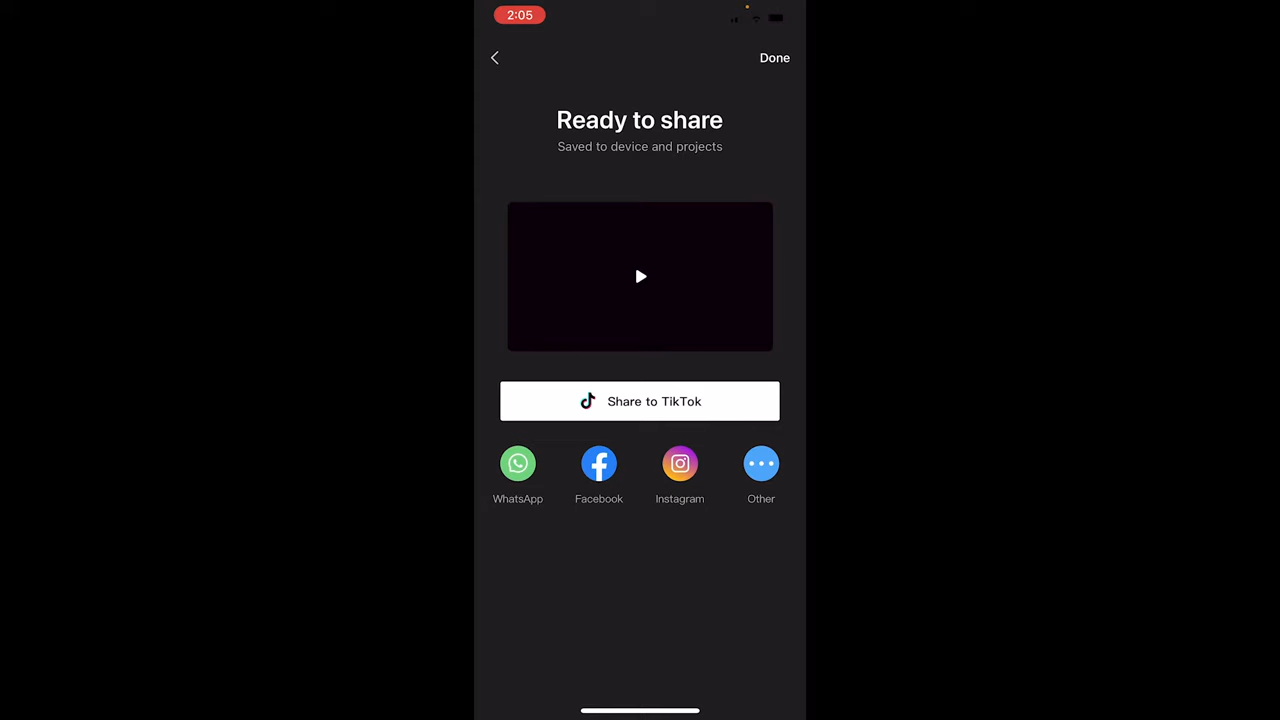 2:05
Done
Ready to share
Saved to device and projects
Share to TikTok
WhatsApp
Facebook
Instagram
Other